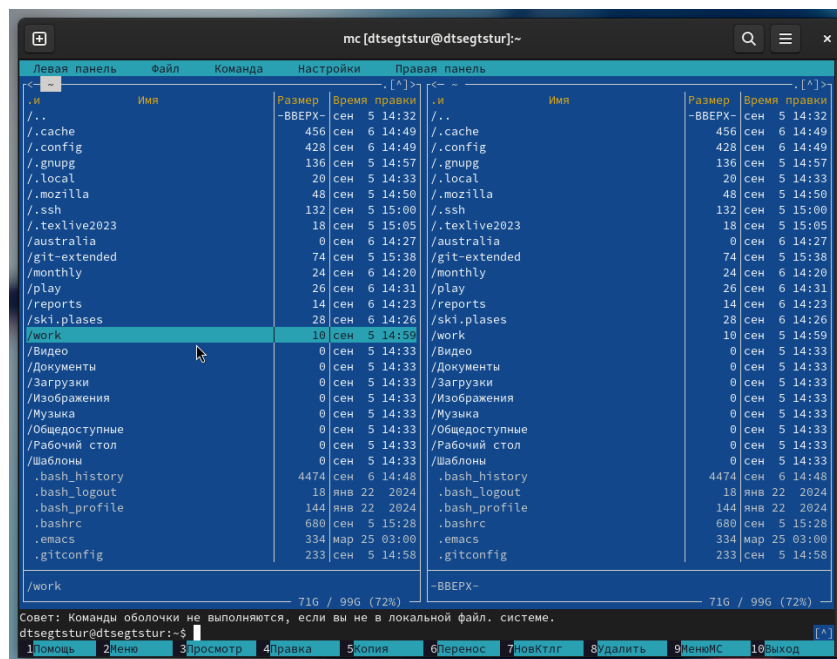 mc [dtsegtstur@dtsegtstur]:~
Левая панель Файл Команда Настройки Правая панель
<— ~ .[^]> <— ~ .[^]>
.и Имя Размер Время правки .и Имя Размер Время правки
/.. -ВВЕРХ- сен 5 14:32 /.. -ВВЕРХ- сен 5 14:32
/.cache 456 сен 6 14:49 /.cache 456 сен 6 14:49
/.config 428 сен 6 14:49 /.config 428 сен 6 14:49
/.gnupg 136 сен 5 14:57 /.gnupg 136 сен 5 14:57
/.local 20 сен 5 14:33 /.local 20 сен 5 14:33
/.mozilla 48 сен 5 14:50 /.mozilla 48 сен 5 14:50
/.ssh 132 сен 5 15:00 /.ssh 132 сен 5 15:00
/.texlive2023 18 сен 5 15:05 /.texlive2023 18 сен 5 15:05
/australia 0 сен 6 14:27 /australia 0 сен 6 14:27
/git-extended 74 сен 5 15:38 /git-extended 74 сен 5 15:38
/monthly 24 сен 6 14:20 /monthly 24 сен 6 14:20
/play 26 сен 6 14:31 /play 26 сен 6 14:31
/reports 14 сен 6 14:23 /reports 14 сен 6 14:23
/ski.plases 28 сен 6 14:26 /ski.plases 28 сен 6 14:26
/work 10 сен 5 14:59 /work 10 сен 5 14:59
/Видео 0 сен 5 14:33 /Видео 0 сен 5 14:33
/Документы 0 сен 5 14:33 /Документы 0 сен 5 14:33
/Загрузки 0 сен 5 14:33 /Загрузки 0 сен 5 14:33
/Изображения 0 сен 5 14:33 /Изображения 0 сен 5 14:33
/Музыка 0 сен 5 14:33 /Музыка 0 сен 5 14:33
/Общедоступные 0 сен 5 14:33 /Общедоступные 0 сен 5 14:33
/Рабочий стол 0 сен 5 14:33 /Рабочий стол 0 сен 5 14:33
/Шаблоны 0 сен 5 14:33 /Шаблоны 0 сен 5 14:33
.bash_history 4474 сен 6 14:48 .bash_history 4474 сен 6 14:48
.bash_logout 18 янв 22 2024 .bash_logout 18 янв 22 2024
.bash_profile 144 янв 22 2024 .bash_profile 144 янв 22 2024
.bashrc 680 сен 5 15:28 .bashrc 680 сен 5 15:28
.emacs 334 мар 25 03:00 .emacs 334 мар 25 03:00
.gitconfig 233 сен 5 14:58 .gitconfig 233 сен 5 14:58
/work -ВВЕРХ-
71G / 99G (72%) 71G / 99G (72%)
Совет: Команды оболочки не выполняются, если вы не в локальной файл. системе.
dtsegtstur@dtsegtstur:~$ [^]
1Помощь 2Меню 3Просмотр 4Правка 5Копия 6Перенос 7НовКтлг 8Удалить 9МенюМС 10Выход